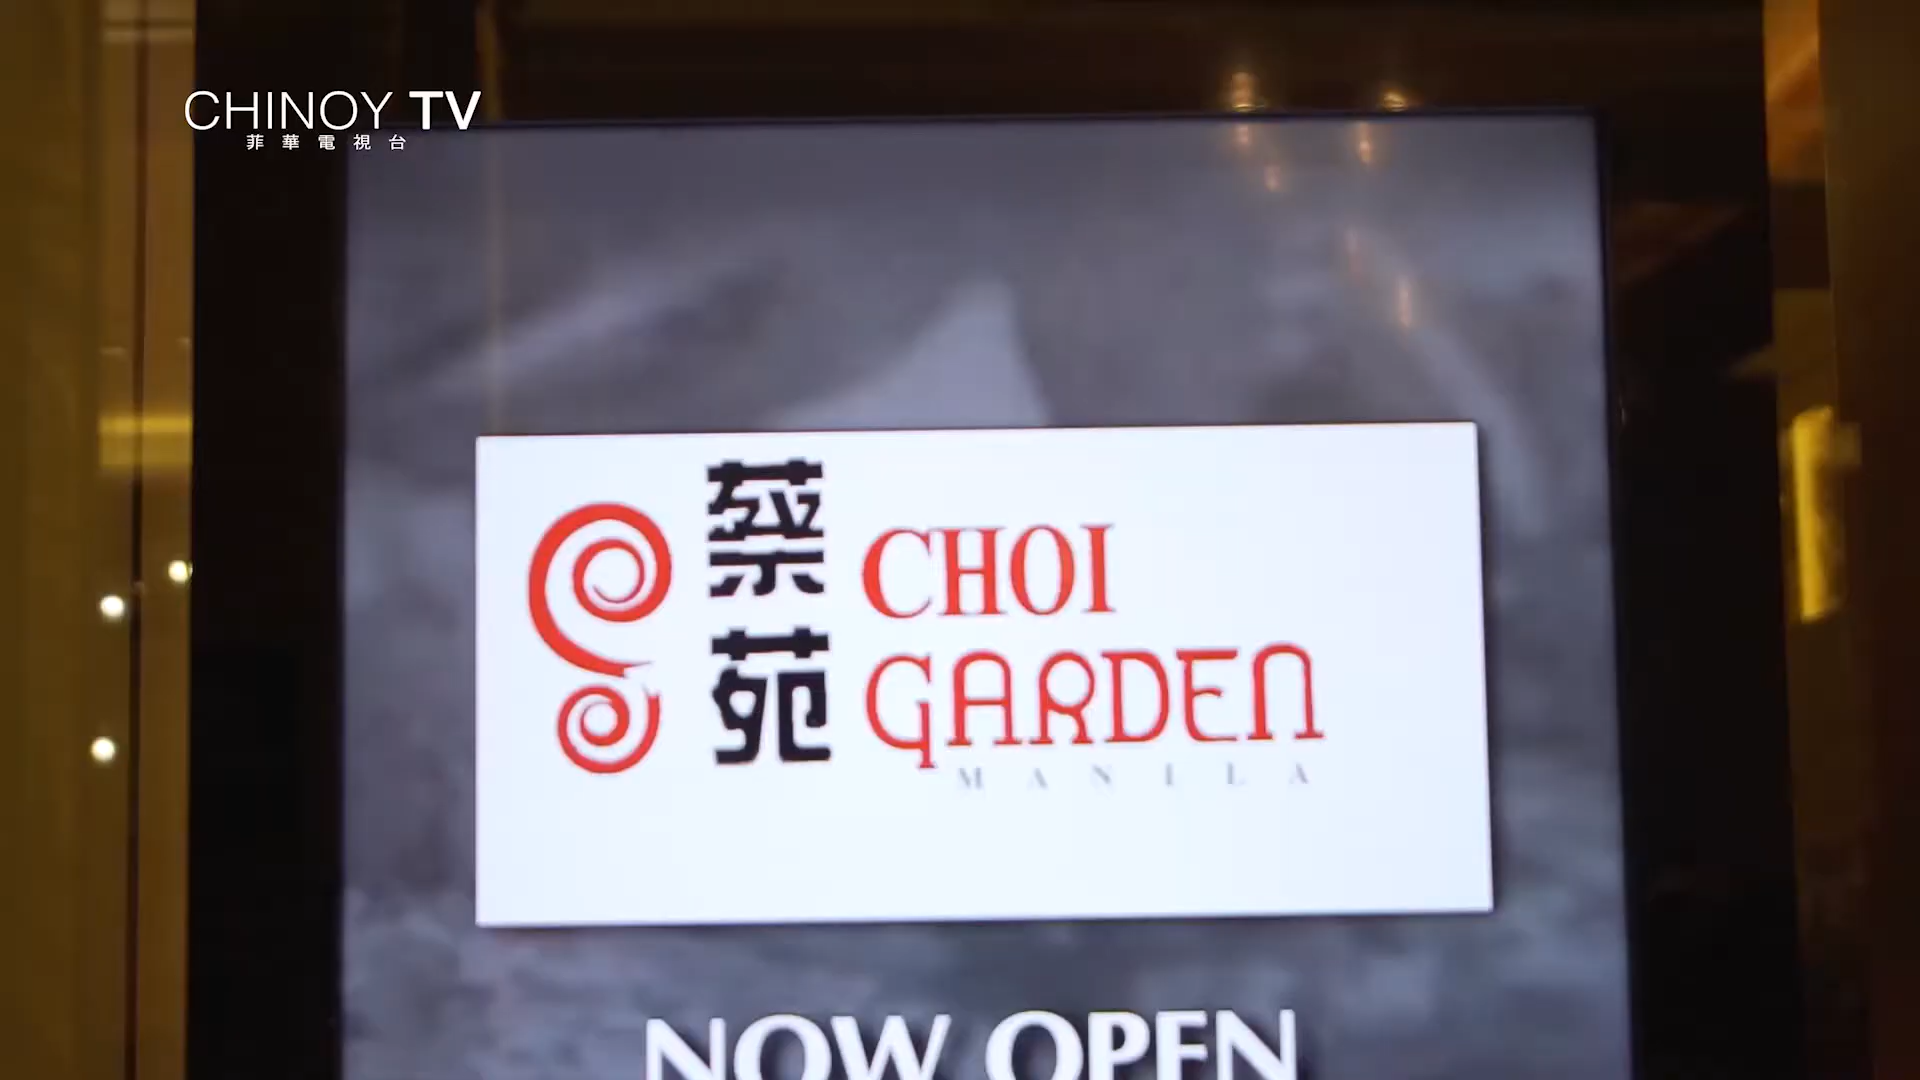 CHINOY TV
菲華電視台
蔡苑
CHOI
GARDEN
MANILA
NOW OPEN